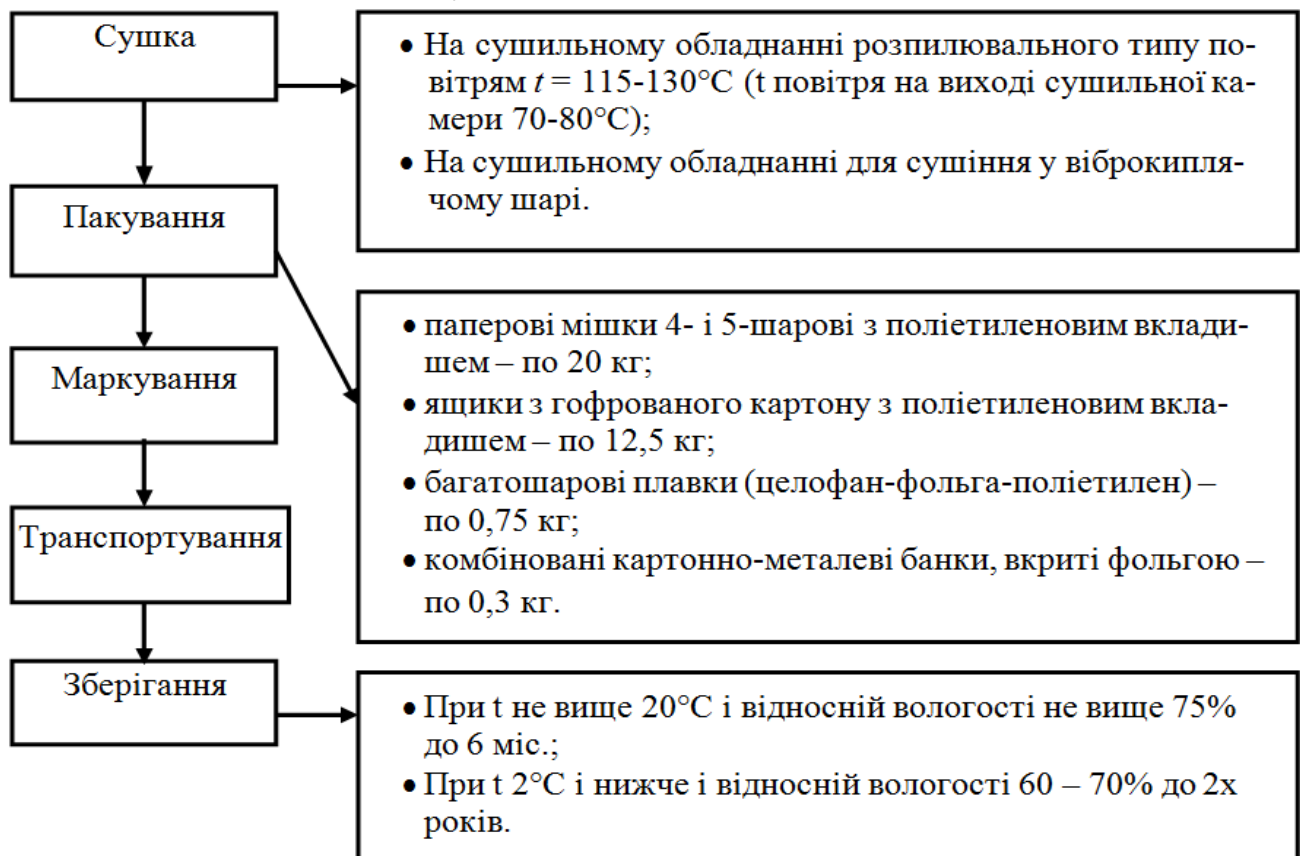 Сушка
• На сушильному обладнанні розпилювального типу по-
вітрям t = 115-130°C (t повітря на виході сушильної ка-
мери 70-80°C);
• На сушильному обладнанні для сушіння у віброкипля-
чому шарі.
Пакування
• паперові мішки 4- і 5-шарові з поліетиленовим вклади-
шем – по 20 кг;
• ящики з гофрованого картону з поліетиленовим вкла-
дишем – по 12,5 кг;
• багатошарові плавки (целофан-фольга-поліетилен) –
по 0,75 кг;
• комбіновані картонно-металеві банки, вкриті фольгою –
по 0,3 кг.
Маркування
Транспортування
Зберігання
• При t не вище 20°C і відносній вологості не вище 75%
до 6 міс.;
• При t 2°C і нижче і відносній вологості 60 – 70% до 2х
років.